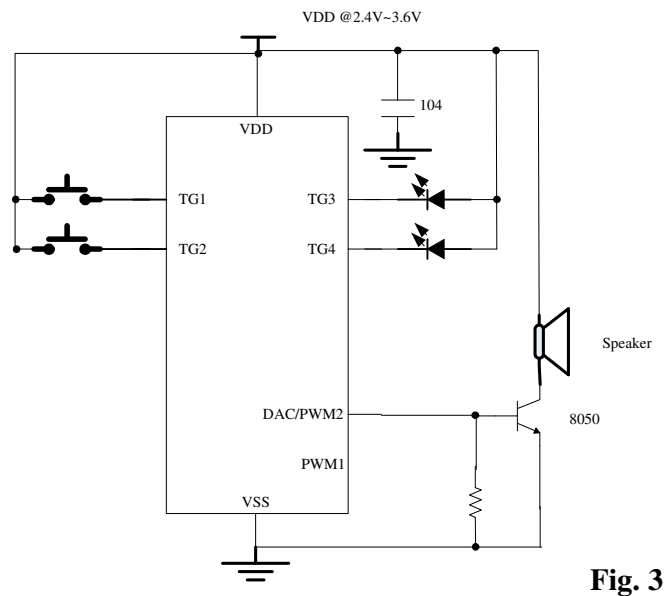 VDD @2.4V~3.6V
104
VDD
TG1
TG3
TG2
TG4
Speaker
DAC/PWM2
8050
PWM1
VSS
Fig. 3